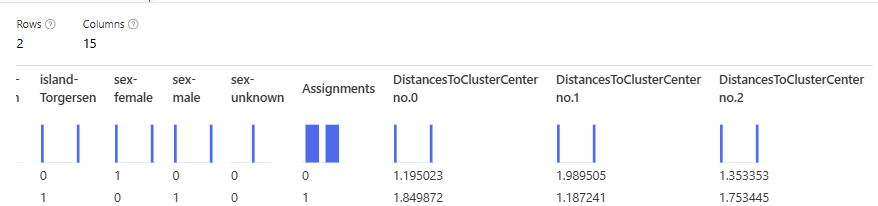 Rows Columns
2 15
island- sex- sex- sex- Assignments DistancesToClusterCenter DistancesToClusterCenter DistancesToClusterCenter
Torgersen female male unknown no.0 no.1 no.2
0 1 0 0 0 1.195023 1.989505 1.353353
1 0 1 0 1 1.849872 1.187241 1.753445